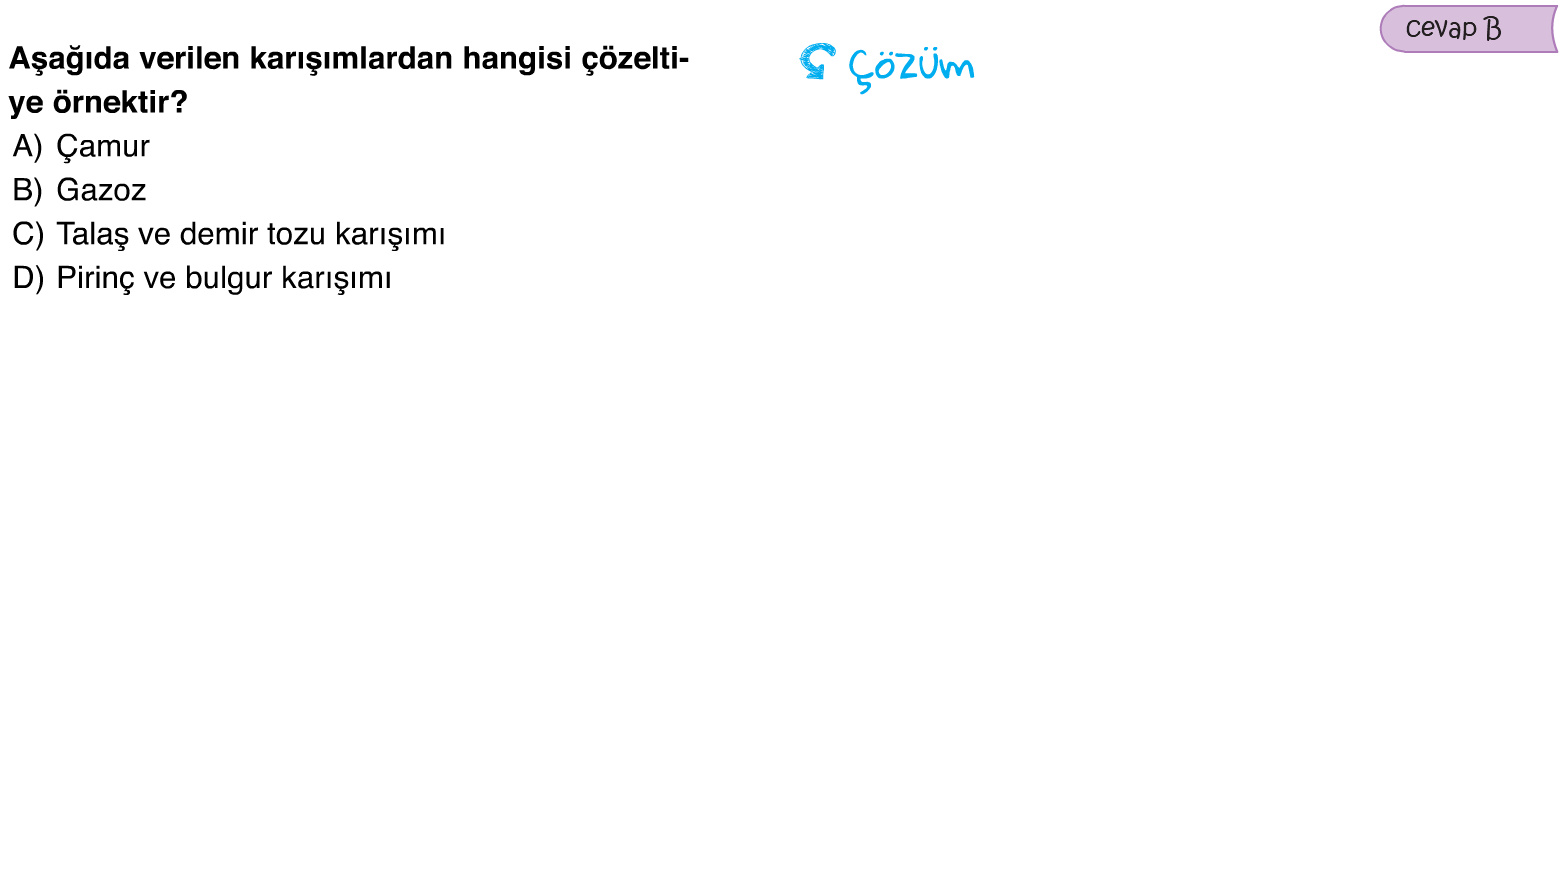 Aşağıda verilen karışımlardan hangisi çözelti-
ye örnektir?
A) Çamur
B) Gazoz
C) Talaş ve demir tozu karışımı
D) Pirinç ve bulgur karışımı
Çözüm
cevap B